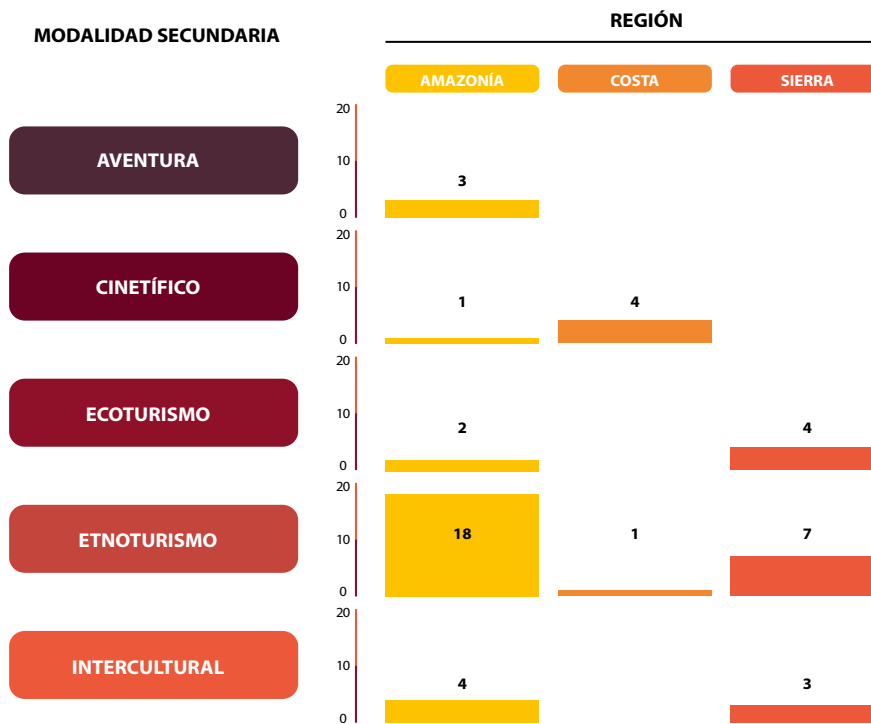 REGIÓN
MODALIDAD SECUNDARIA
AMAZONÍA COSTA SIERRA
20
AVENTURA
10
3
0
20
CINETÍFICO
10
1 4
0
20
ECOTURISMO
10
2 4
0
20
ETNOTURISMO
10
18 1 7
0
20
INTERCULTURAL
10
4 3
0